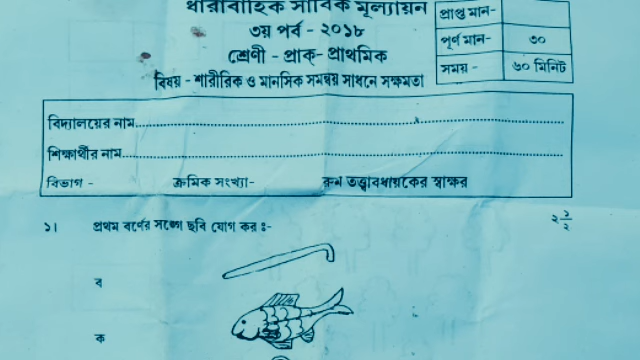 ধারাবাহিক সার্বিক মূল্যায়ন
৩য় পর্ব - ২০১৮
শ্রেণী - প্রাক্- প্রাথমিক
বিষয় - শারীরিক ও মানসিক সমন্বয় সাধনে সক্ষমতা
প্রাপ্ত মান-
পূর্ণ মান- ৩০
সময় - ৬০ মিনিট
বিদ্যালয়ের নাম
শিক্ষার্থীর নাম
বিভাগ - ক্রমিক সংখ্যা- রুম তত্ত্বাবধায়কের স্বাক্ষর
১। প্রথম বর্ণের সঙ্গে ছবি যোগ কর ঃ- ২ ১/২
ব
ক